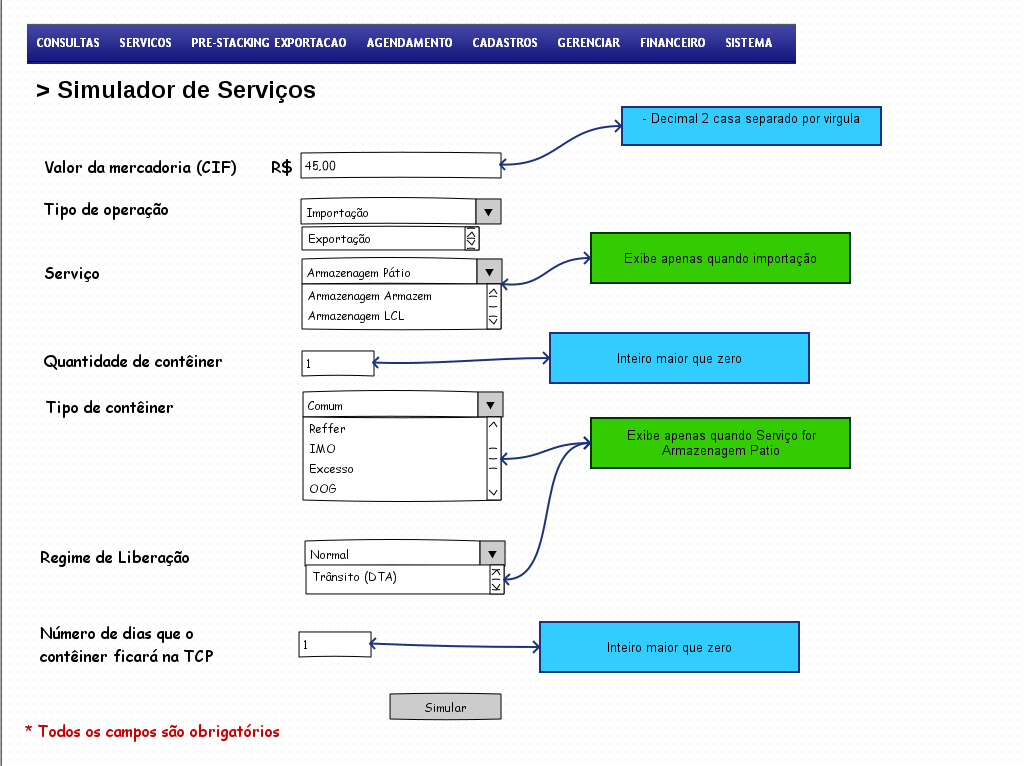 CONSULTAS SERVICOS PRE-STACKING EXPORTACAO AGENDAMENTO CADASTROS GERENCIAR FINANCEIRO SISTEMA
> Simulador de Serviços
- Decimal 2 casa separado por virgula
Valor da mercadoria (CIF) R$ 45,00
Tipo de operação Importação
Exportação
Exibe apenas quando importação
Serviço Armazenagem Pátio
Armazenagem Armazem
Armazenagem LCL
Quantidade de contêiner 1 Inteiro maior que zero
Tipo de contêiner Comum
Reffer
IMO
Excesso
OOG
Exibe apenas quando Serviço for
Armazenagem Patio
Regime de Liberação Normal
Trânsito (DTA)
Número de dias que o
contêiner ficará na TCP
1
Inteiro maior que zero
Simular
* Todos os campos são obrigatórios